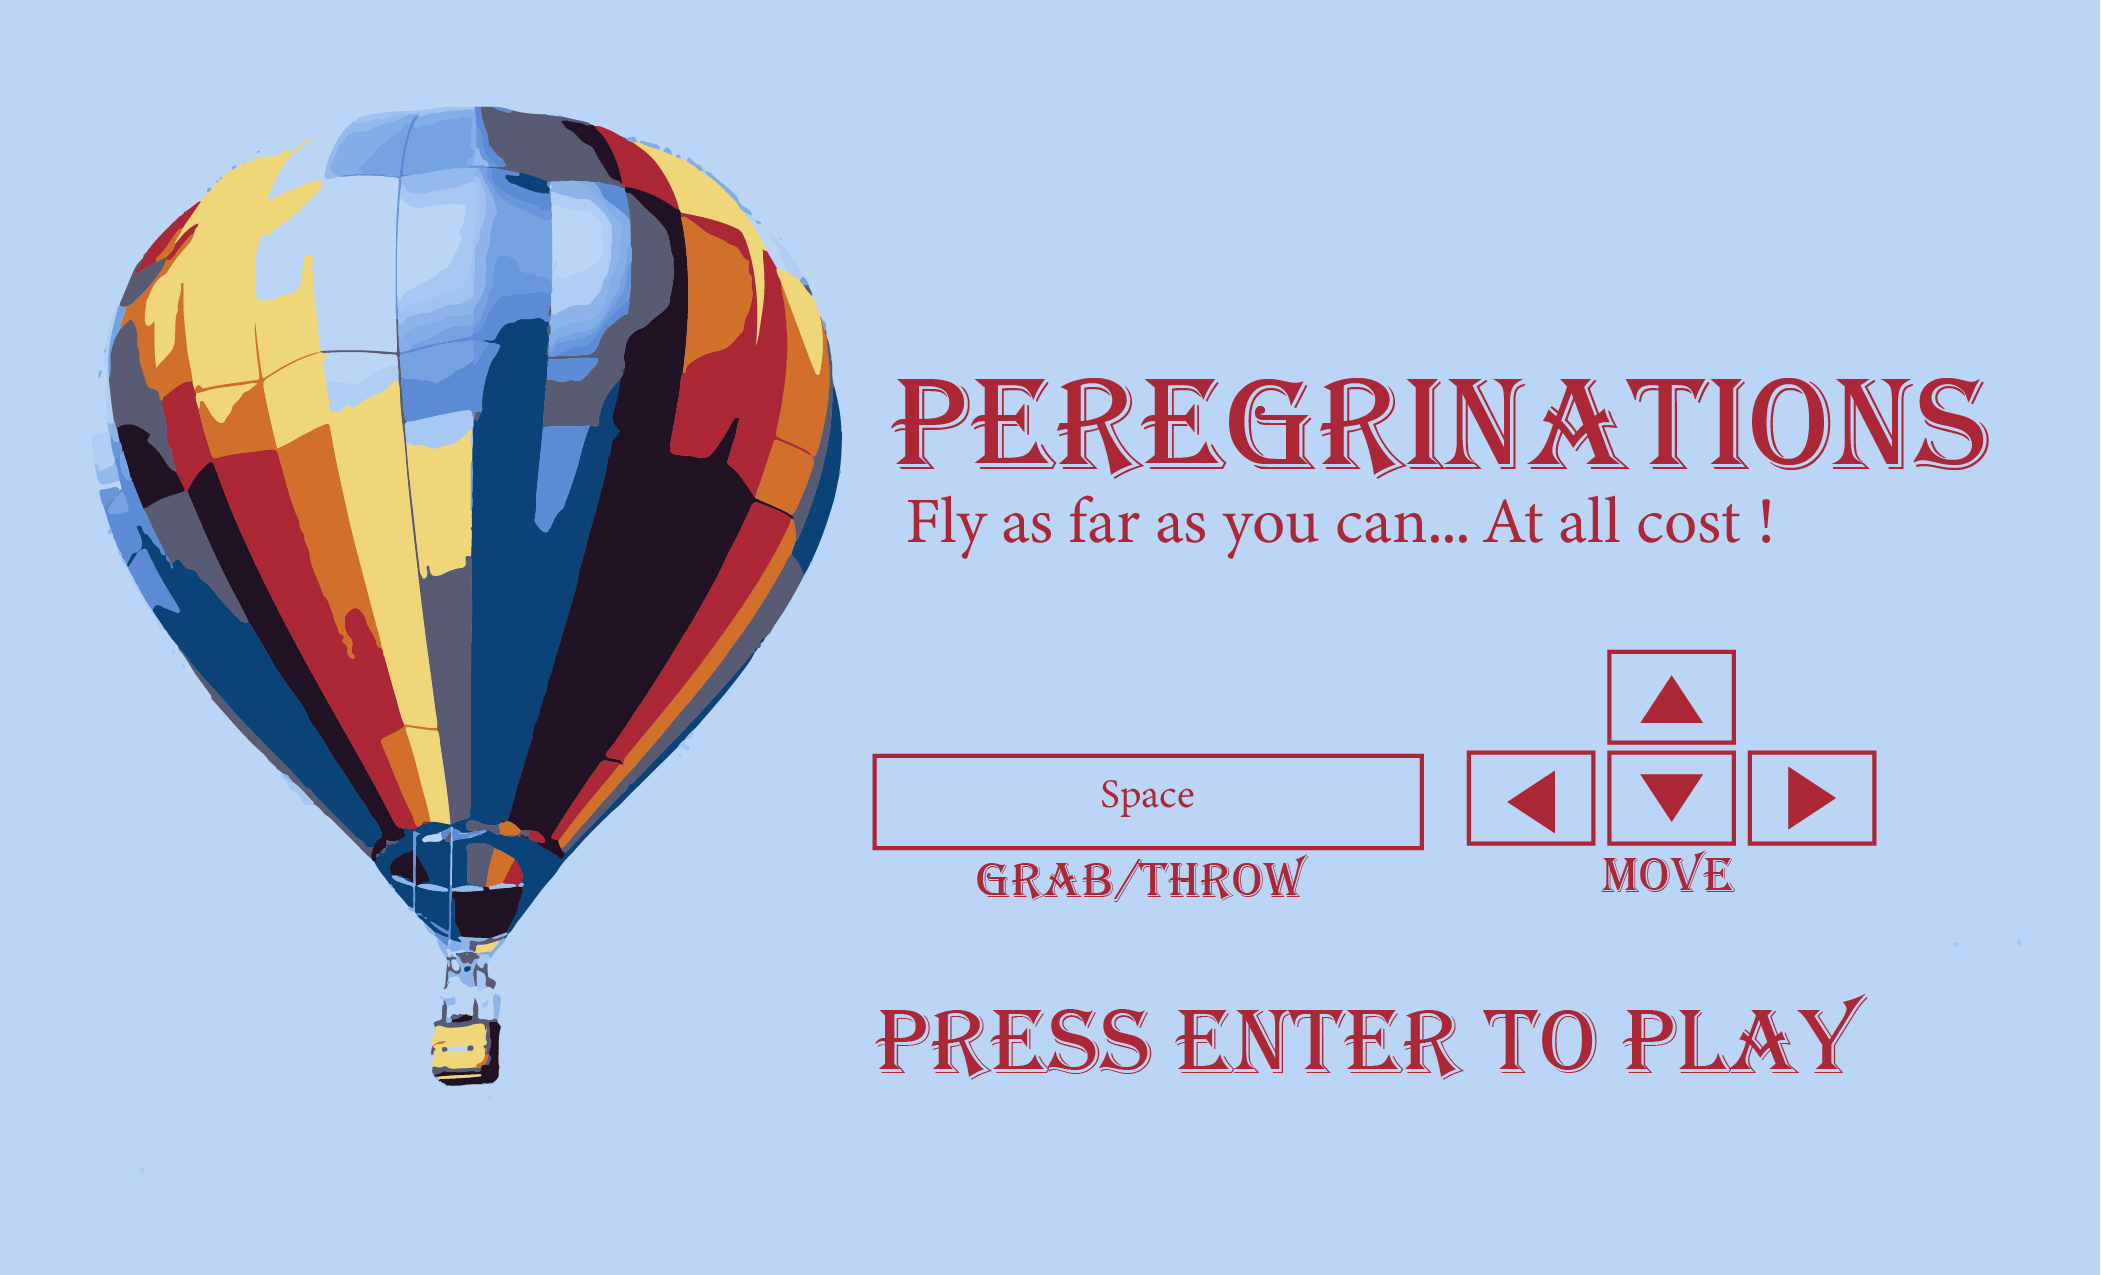 PEREGRINATIONS
Fly as far as you can... At all cost !
Space
GRAB/THROW
MOVE
PRESS ENTER TO PLAY